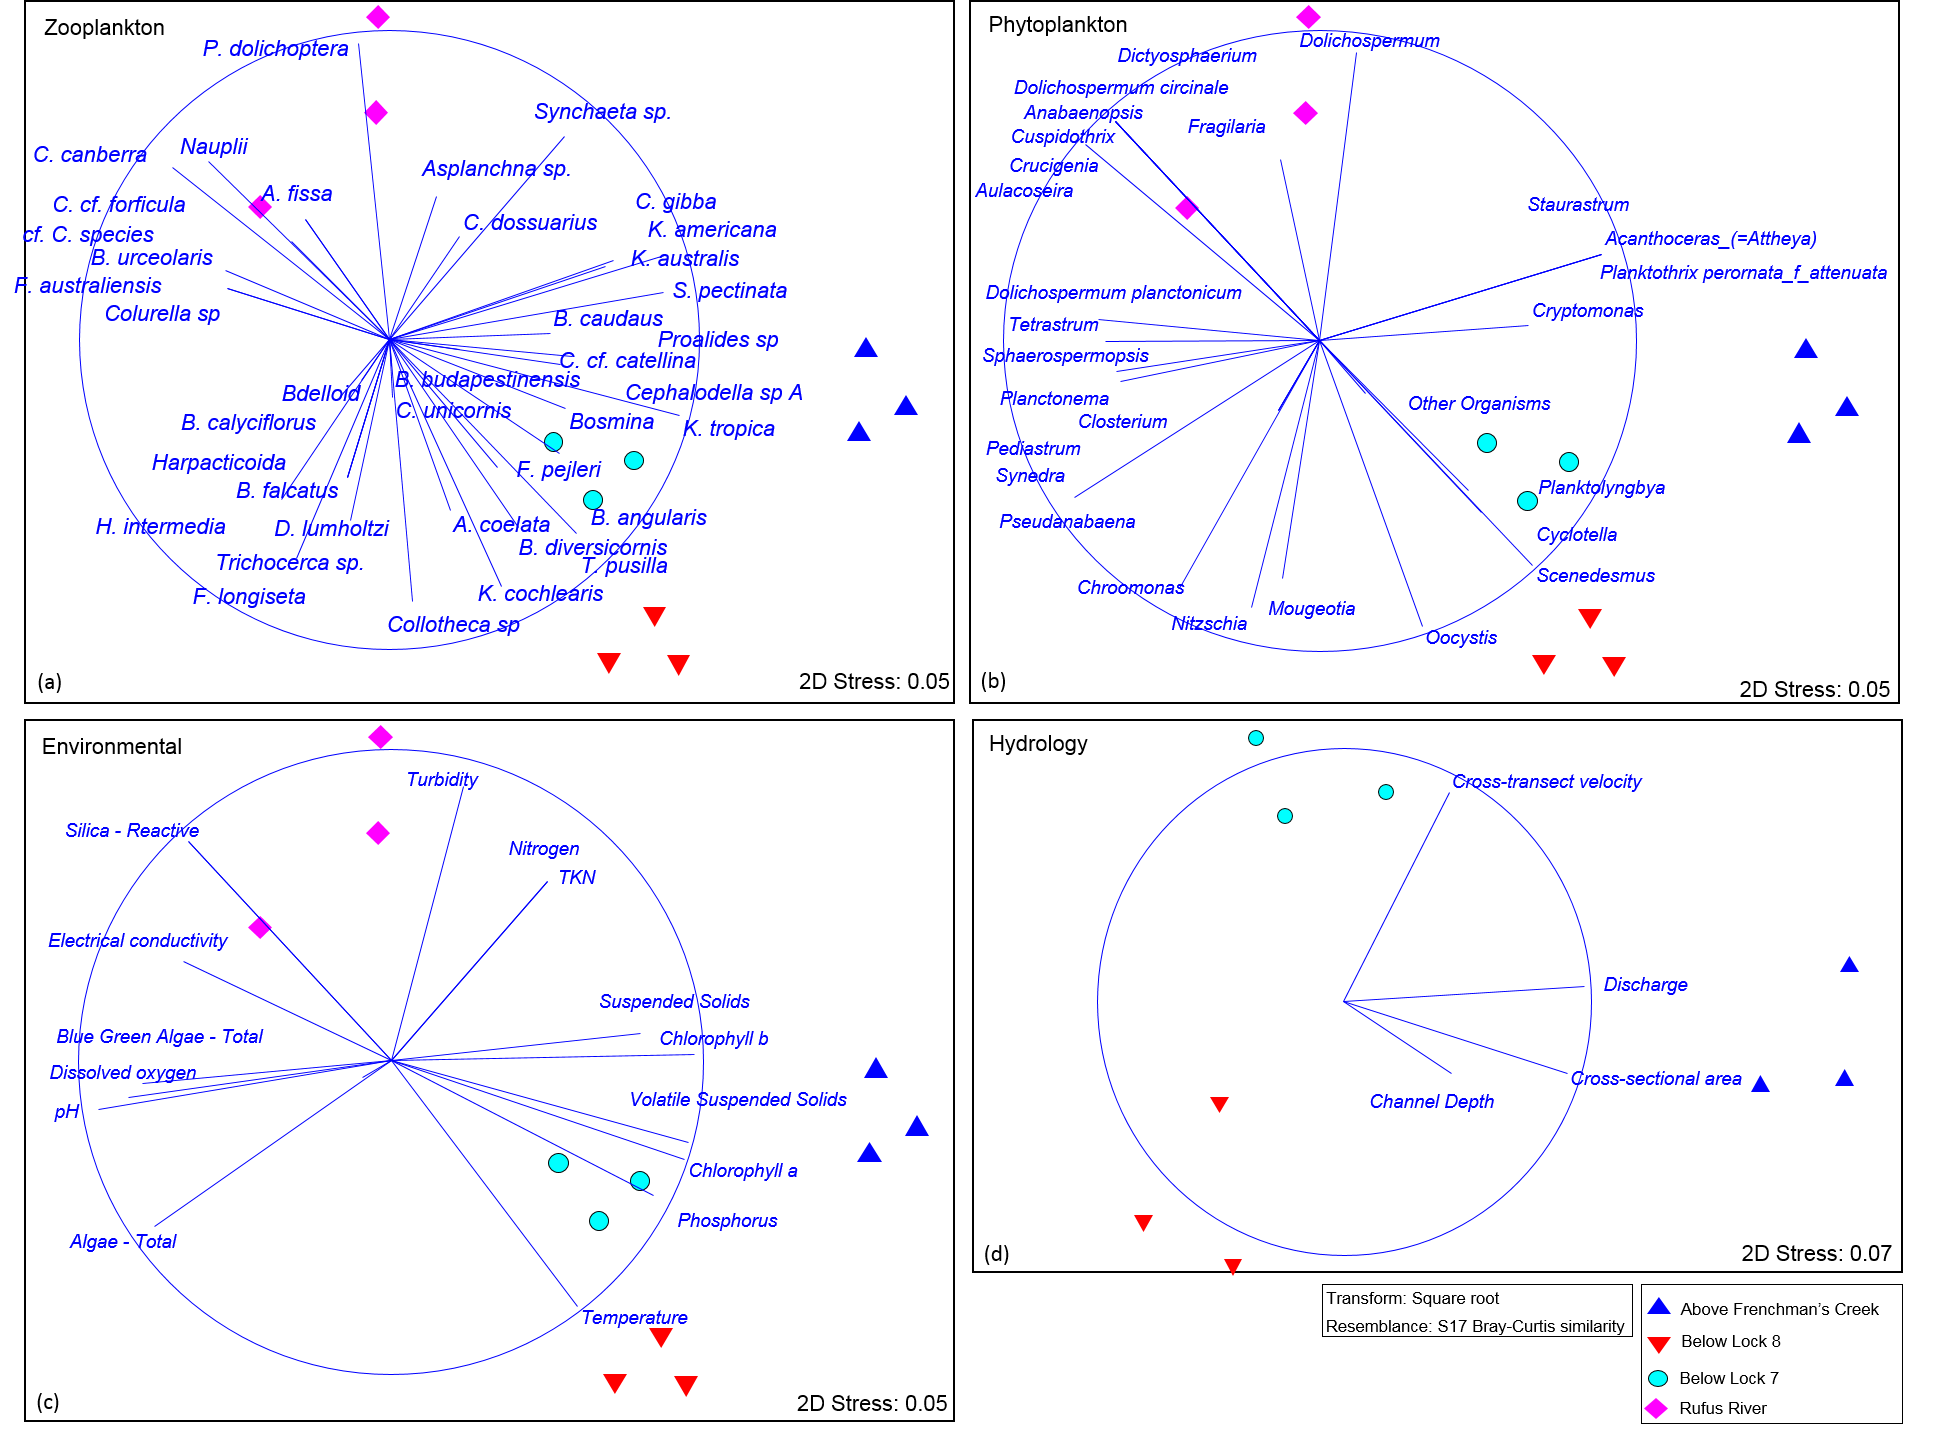 Zooplankton
P. dolichoptera
Synchaeta sp.
C. canberra
Nauplii
Asplanchna sp.
A. fissa
C. cf. forficula
C. gibba
C. dossuarius
K. americana
cf. C. species
B. urceolaris
K. australis
F. australiensis
S. pectinata
Colurella sp
B. caudaus
Proalides sp
C. cf. catellina
B. budapestinensis
Bdelloid
Cephalodella sp A
C. unicornis
B. calyciflorus
Bosmina
K. tropica
Harpacticoida
F. pejleri
B. falcatus
B. angularis
H. intermedia
D. lumholtzi
A. coelata
B. diversicornis
Trichocerca sp.
T. pusilla
F. longiseta
K. cochlearis
Collotheca sp
(a)
2D Stress: 0.05
Phytoplankton
Dolichospermum
Dictyosphaerium
Dolichospermum circinale
Anabaenopsis
Fragilaria
Cuspidothrix
Crucigenia
Aulacoseira
Staurastrum
Acanthoceras_(=Attheya)
Planktothrix perornata_f_attenuata
Dolichospermum planctonicum
Cryptomonas
Tetrastrum
Sphaerospermopsis
Planctonema
Other Organisms
Closterium
Pediastrum
Synedra
Planktolyngbya
Pseudanabaena
Cyclotella
Scenedesmus
Chroomonas
Mougeotia
Nitzschia
Oocystis
(b)
2D Stress: 0.05
Environmental
Turbidity
Silica - Reactive
Nitrogen
TKN
Electrical conductivity
Suspended Solids
Blue Green Algae - Total
Chlorophyll b
Dissolved oxygen
Volatile Suspended Solids
pH
Chlorophyll a
Phosphorus
Algae - Total
Temperature
(c)
2D Stress: 0.05
Hydrology
Cross-transect velocity
Discharge
Cross-sectional area
Channel Depth
(d)
2D Stress: 0.07
Transform: Square root
Resemblance: S17 Bray-Curtis similarity
Above Frenchman's Creek
Below Lock 8
Below Lock 7
Rufus River